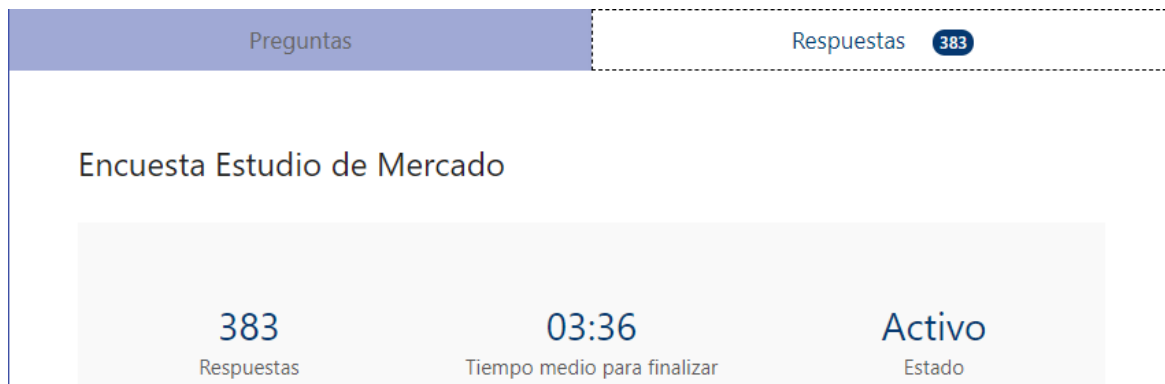 Preguntas
Respuestas 383
Encuesta Estudio de Mercado
383 03:36 Activo
Respuestas Tiempo medio para finalizar Estado